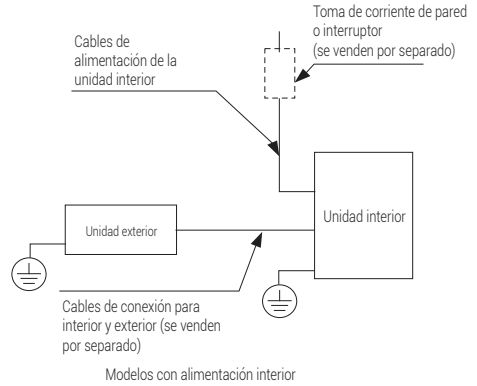 Toma de corriente de pared
o interruptor
(se venden por separado)
Cables de
alimentación de la
unidad interior
Unidad interior
Unidad exterior
Cables de conexión para
interior y exterior (se venden
por separado)
Modelos con alimentación interior